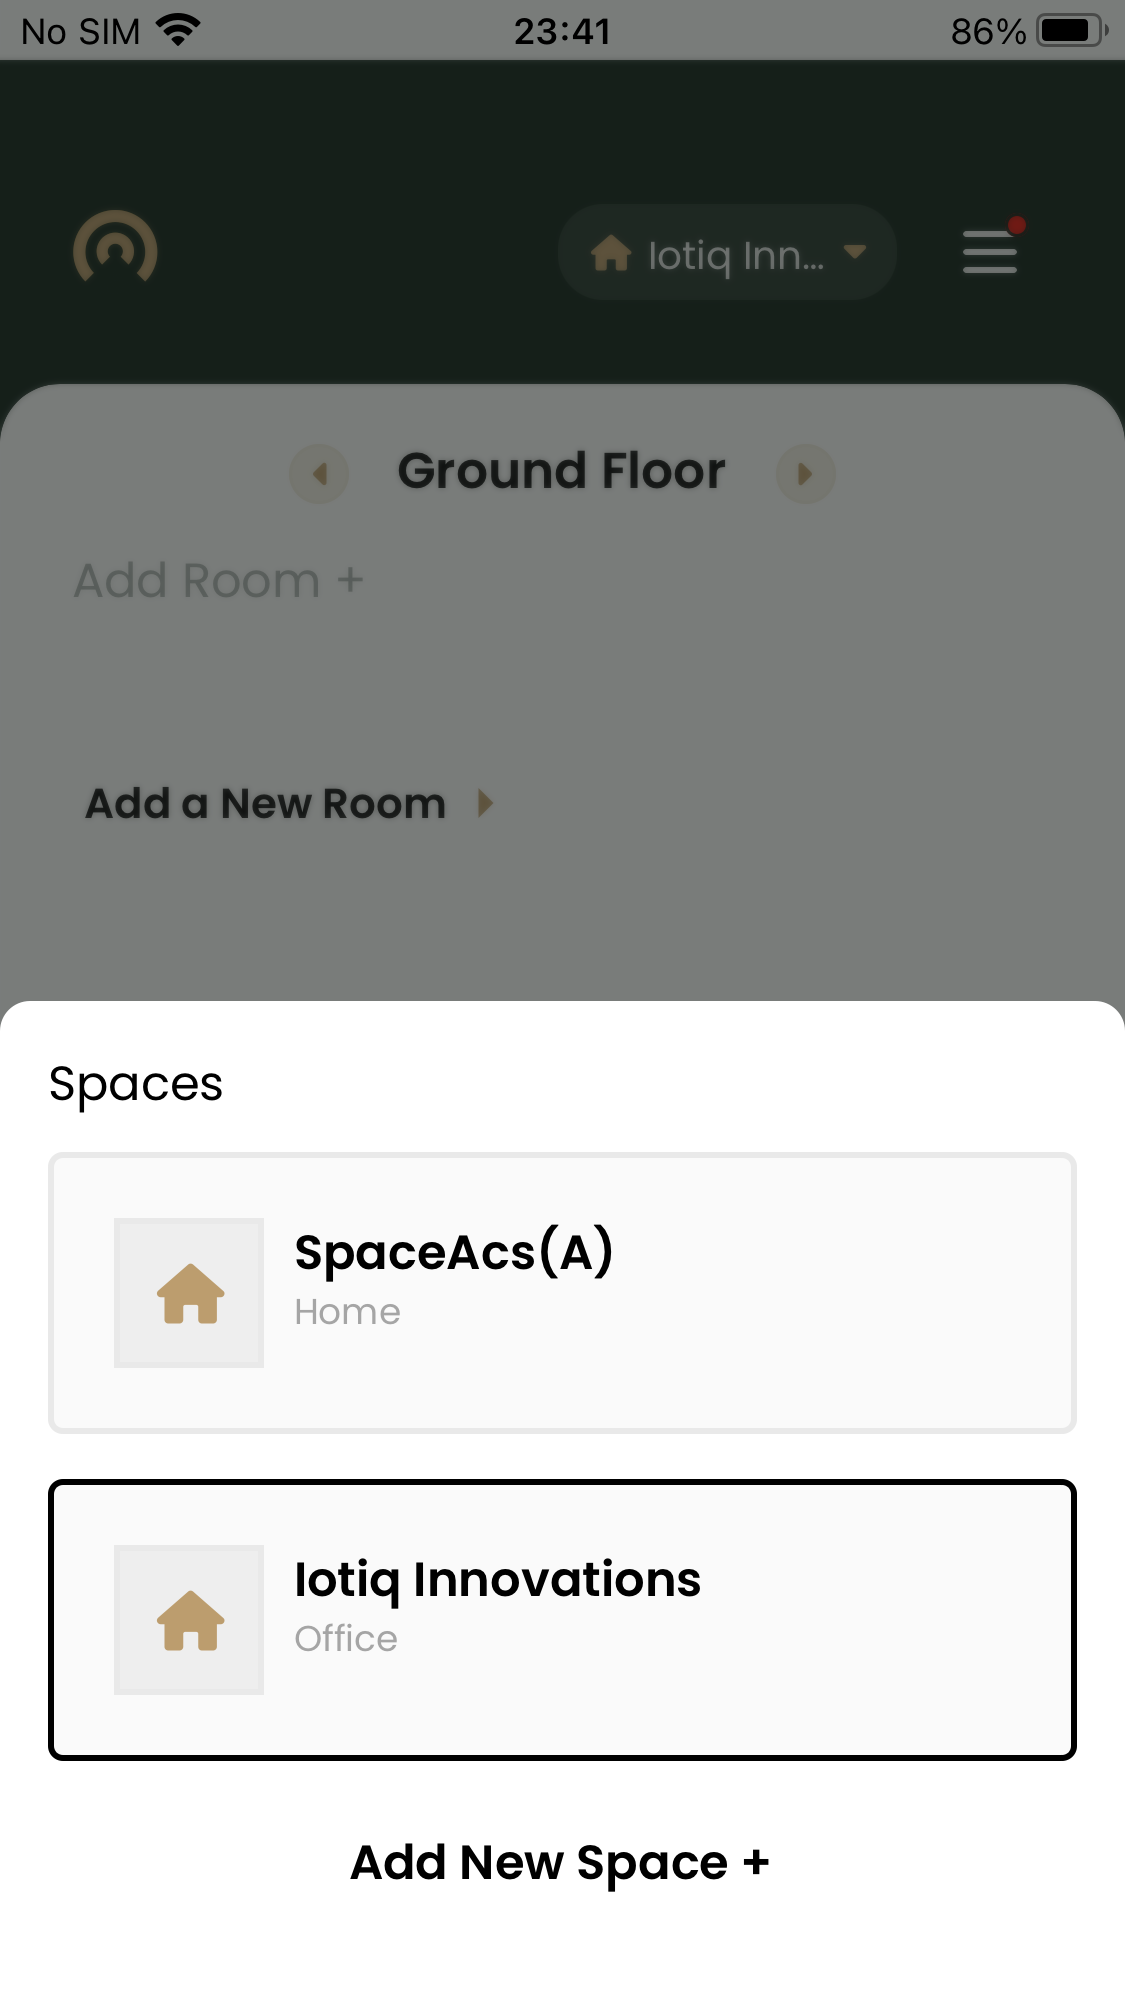 No SIM 23:41 86%
Iotiq Inn...
Ground Floor
Add Room +
Add a New Room
Spaces
SpaceAcs(A)
Home
Iotiq Innovations
Office
Add New Space +